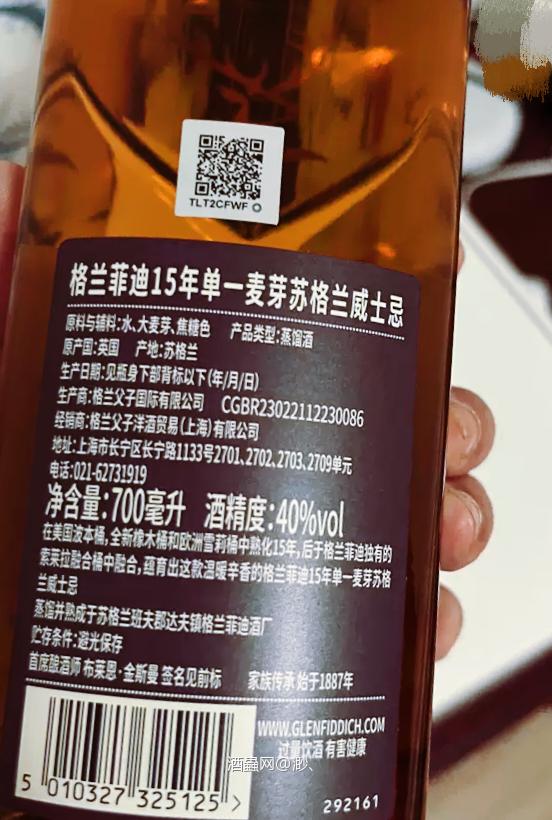 TLT2CFWF
格兰菲迪15年单一麦芽苏格兰威士忌
原料与辅料:水、大麦芽、焦糖色 产品类型:蒸馏酒
原产国:英国 产地:苏格兰
生产日期:见瓶身下部背标以下(年/月/日)
生产商:格兰父子国际有限公司 CGBR23022112230086
经销商:格兰父子洋酒贸易(上海)有限公司
地址:上海市长宁区长宁路1133号2701、2702、2703、2709单元
电话:021-62731919
净含量:700毫升 酒精度:40%vol
在美国波本桶,全新橡木桶和欧洲雪莉桶中熟化15年,后于格兰菲迪独有的
索莱拉融合桶中融合,蕴育出这款温暖辛香的格兰菲迪15年单一麦芽苏格
兰威士忌
蒸馏并熟成于苏格兰班夫郡达夫镇格兰菲迪酒厂
贮存条件:避光保存
首席酿酒师 布莱恩·金斯曼 签名见前标 家族传承 始于1887年
WWW.GLENFIDDICH.COM
过量饮酒 有害健康
酒蟲网@渺、
5 010327 325125 >
292161